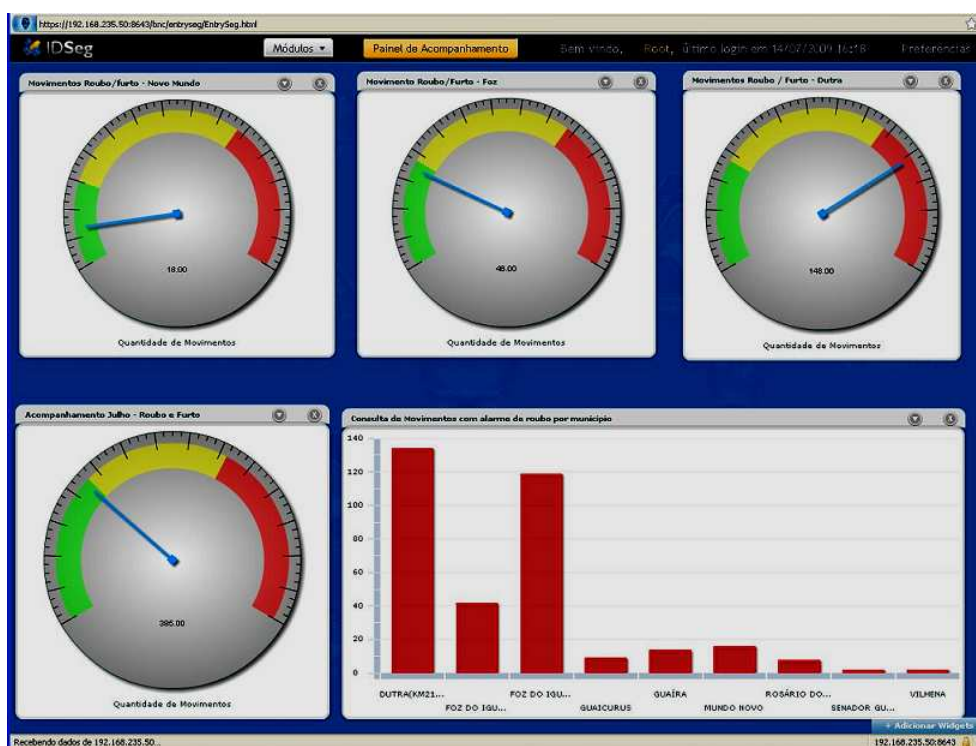 https://192.168.235.50:8643/bnc/entryseg/EntrySeg.html
IDSeg
Módulos
Painel de Acompanhamento
Bem vindo, Root, último login em 14/07/2009 16:18
Preferencias
Movimentos Roubo/furto - Novo Mundo
Movimento Roubo/Furto - Foz
Movimentos Roubo / Furto - Dutra
18.00
46.00
148.00
Quantidade de Movimentos
Quantidade de Movimentos
Quantidade de Movimentos
Acompanhamento Julho - Roubo e Furto
385.00
Quantidade de Movimentos
Consulta de Movimentos com alarme de roubo por município
140
120
100
80
60
40
20
0
DUTRA(KM21...
FOZ DO IGU...
FOZ DO IGU...
GUAICURUS
GUAÍRA
MUNDO NOVO
ROSÁRIO DO...
SENADOR GU...
VILHENA
+ Adicionar Widgets
Recebendo dados de 192.168.235.50...
192.168.235.50:8643